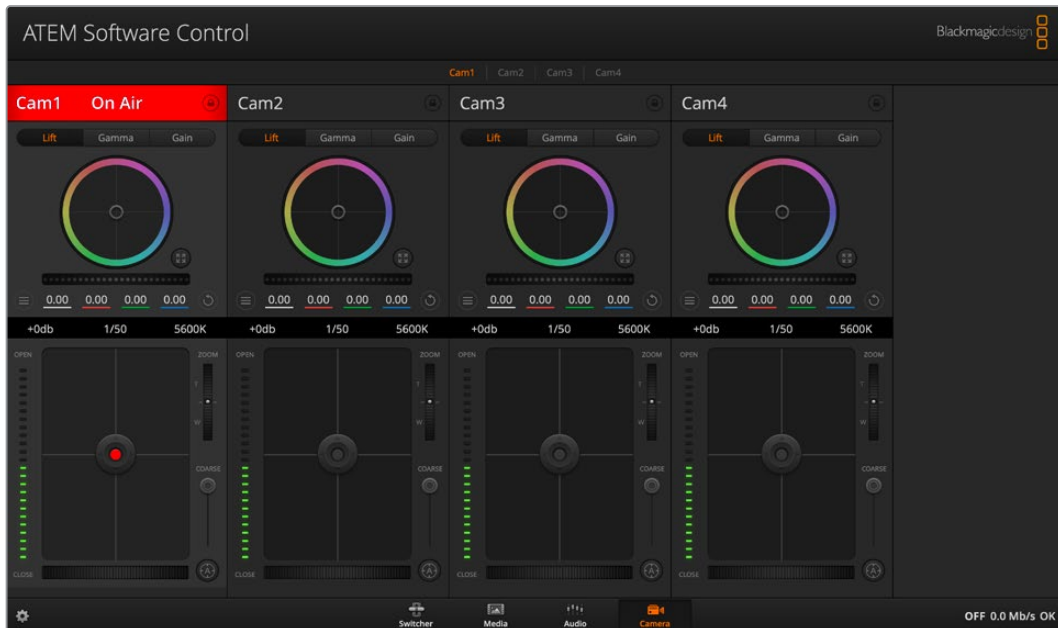 ATEM Software Control
Blackmagicdesign
Cam1 Cam2 Cam3 Cam4
Cam1 On Air Cam2 Cam3 Cam4
Lift Gamma Gain Lift Gamma Gain Lift Gamma Gain Lift Gamma Gain
0.00 0.00 0.00 0.00 0.00 0.00 0.00 0.00 0.00 0.00 0.00 0.00 0.00 0.00 0.00 0.00
+0db 1/50 5600K +0db 1/50 5600K +0db 1/50 5600K +0db 1/50 5600K
OPEN ZOOM OPEN ZOOM OPEN ZOOM OPEN ZOOM
T T T T
W W W W
COARSE COARSE COARSE COARSE
CLOSE A CLOSE A CLOSE A CLOSE A
Switcher Media Audio Camera OFF 0.0 Mb/s OK